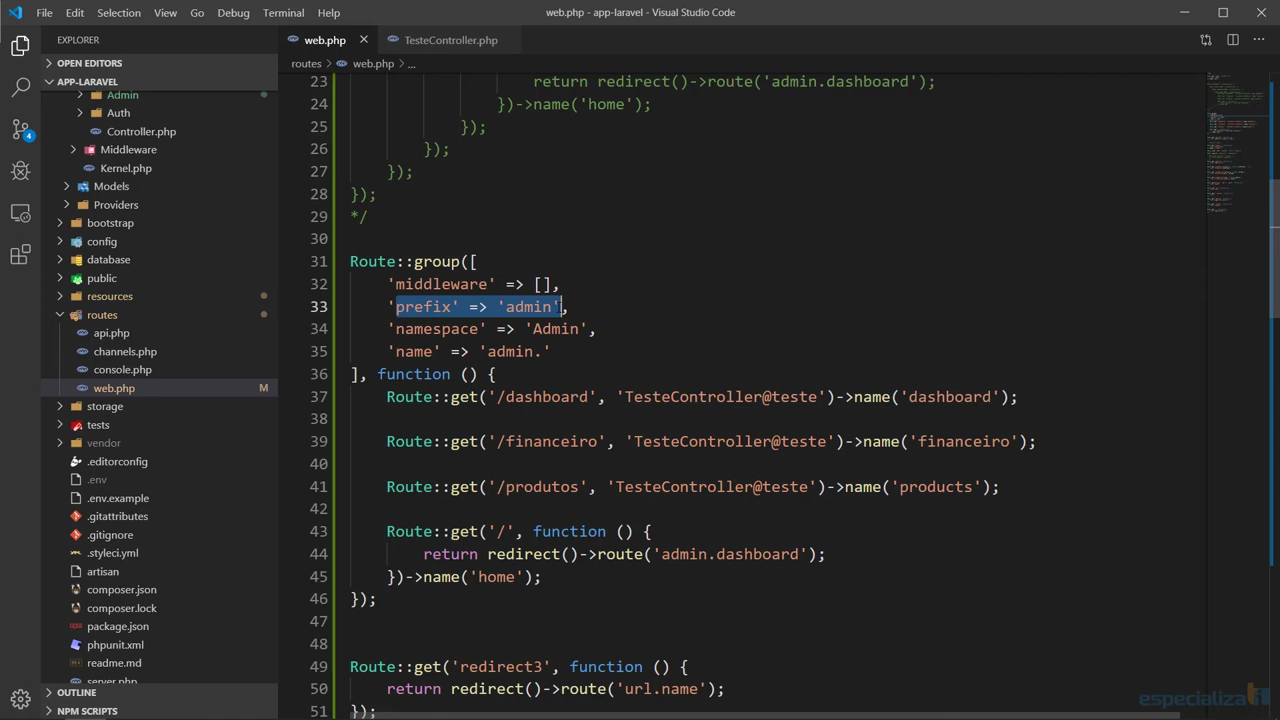 File Edit Selection View Go Debug Terminal Help web.php - app-laravel - Visual Studio Code
EXPLORER
OPEN EDITORS
APP-LARAVEL
Admin
Auth
Controller.php
Middleware
Kernel.php
Models
Providers
bootstrap
config
database
public
resources
routes
api.php
channels.php
console.php
web.php M
storage
tests
vendor
.editorconfig
.env
.env.example
.gitattributes
.gitignore
.styleci.yml
artisan
composer.json
composer.lock
package.json
phpunit.xml
readme.md
server.php
OUTLINE
NPM SCRIPTS
4
web.php TesteController.php
routes web.php ...
23 return redirect()->route('admin.dashboard');
24 })->name('home');
25 });
26 });
27 });
28 });
29 */
30
31 Route::group([
32 'middleware' => [],
33 'prefix' => 'admin',
34 'namespace' => 'Admin',
35 'name' => 'admin.'
36 ], function () {
37 Route::get('/dashboard', 'TesteController@teste')->name('dashboard');
38
39 Route::get('/financeiro', 'TesteController@teste')->name('financeiro');
40
41 Route::get('/produtos', 'TesteController@teste')->name('products');
42
43 Route::get('/', function () {
44 return redirect()->route('admin.dashboard');
45 })->name('home');
46 });
47
48
49 Route::get('redirect3', function () {
50 return redirect()->route('url.name');
51 });
especializati